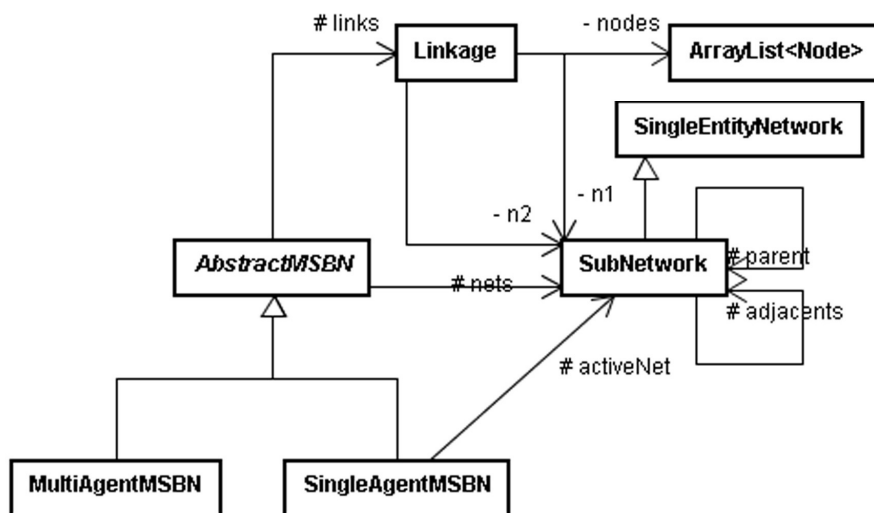 # links
- nodes
Linkage
ArrayList<Node>
SingleEntityNetwork
- n1
- n2
AbstractMSBN
SubNetwork
# parent
# nets
# adjacents
# activeNet
MultiAgentMSBN
SingleAgentMSBN